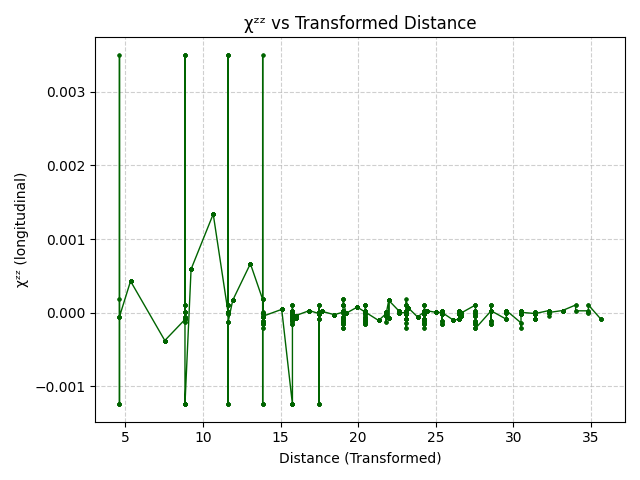 χᶻᶻ vs Transformed Distance
χᶻᶻ (longitudinal)
0.003
0.002
0.001
0.000
−0.001
5 10 15 20 25 30 35
Distance (Transformed)